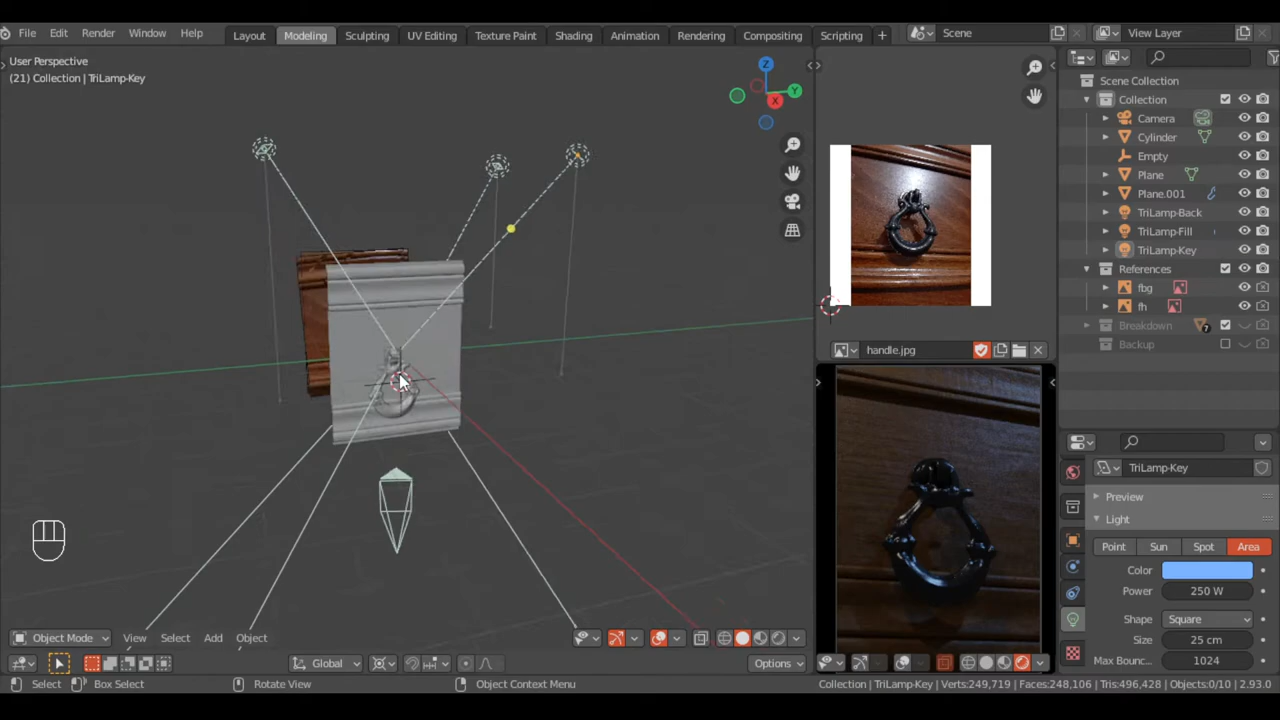 File Edit Render Window Help
Layout Modeling Sculpting UV Editing Texture Paint Shading Animation Rendering Compositing Scripting +
Scene
View Layer
User Perspective
(21) Collection | TriLamp-Key
Z
Y
X
Scene Collection
Collection
Camera
Cylinder
Empty
Plane
Plane.001
TriLamp-Back
TriLamp-Fill
TriLamp-Key
References
fbg
fh
Breakdown 7
Backup
handle.jpg
TriLamp-Key
Preview
Light
Point Sun Spot Area
Color
Power 250 W
Shape Square
Size 25 cm
Max Bounc... 1024
Object Mode View Select Add Object
Global
Options
Select Box Select Rotate View Object Context Menu
Collection | TriLamp-Key | Verts:249,719 | Faces:248,106 | Tris:496,428 | Objects:0/10 | 2.93.0